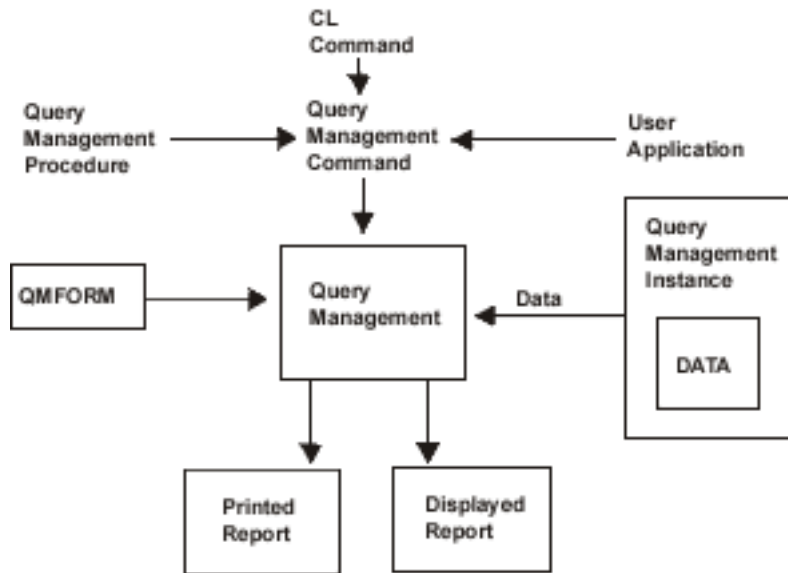 CL
Command
Query
Management
Procedure
Query
Management
Command
User
Application
Query
Management
Instance
QMFORM
Query
Management
Data
DATA
Printed
Report
Displayed
Report